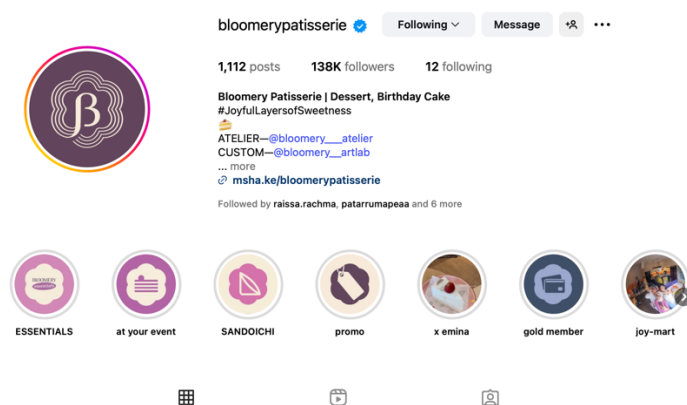 bloomerypatisserie
Following
Message
1,112 posts
138K followers
12 following
Bloomery Patisserie | Dessert, Birthday Cake
#JoyfulLayersofSweetness
ATELIER—@bloomery___atelier
CUSTOM—@bloomery__artlab
... more
msha.ke/bloomerypatisserie
Followed by raissa.rachma, patarrumapeaa and 6 more
ESSENTIALS
at your event
SANDOICHI
promo
x emina
gold member
joy-mart